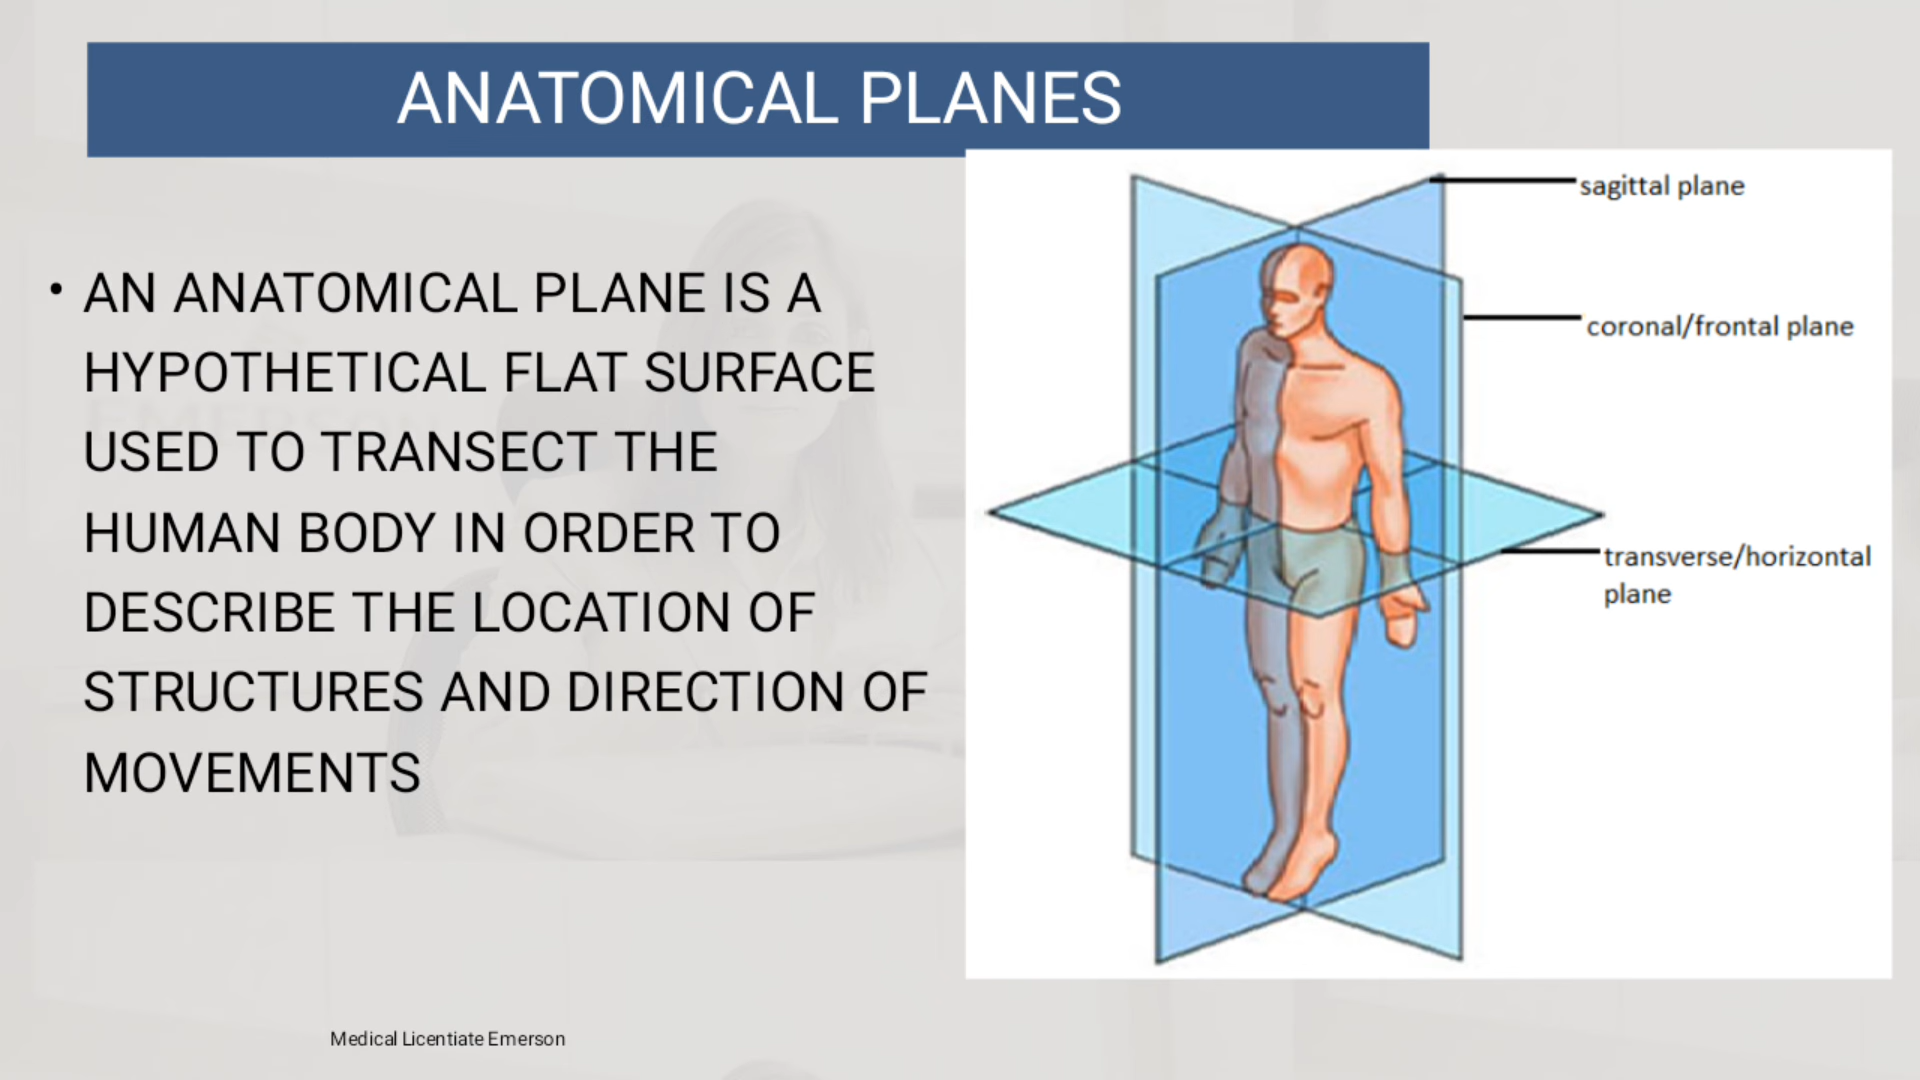 ANATOMICAL PLANES
• AN ANATOMICAL PLANE IS A
HYPOTHETICAL FLAT SURFACE
USED TO TRANSECT THE
HUMAN BODY IN ORDER TO
DESCRIBE THE LOCATION OF
STRUCTURES AND DIRECTION OF
MOVEMENTS
sagittal plane
coronal/frontal plane
transverse/horizontal
plane
Medical Licentiate Emerson